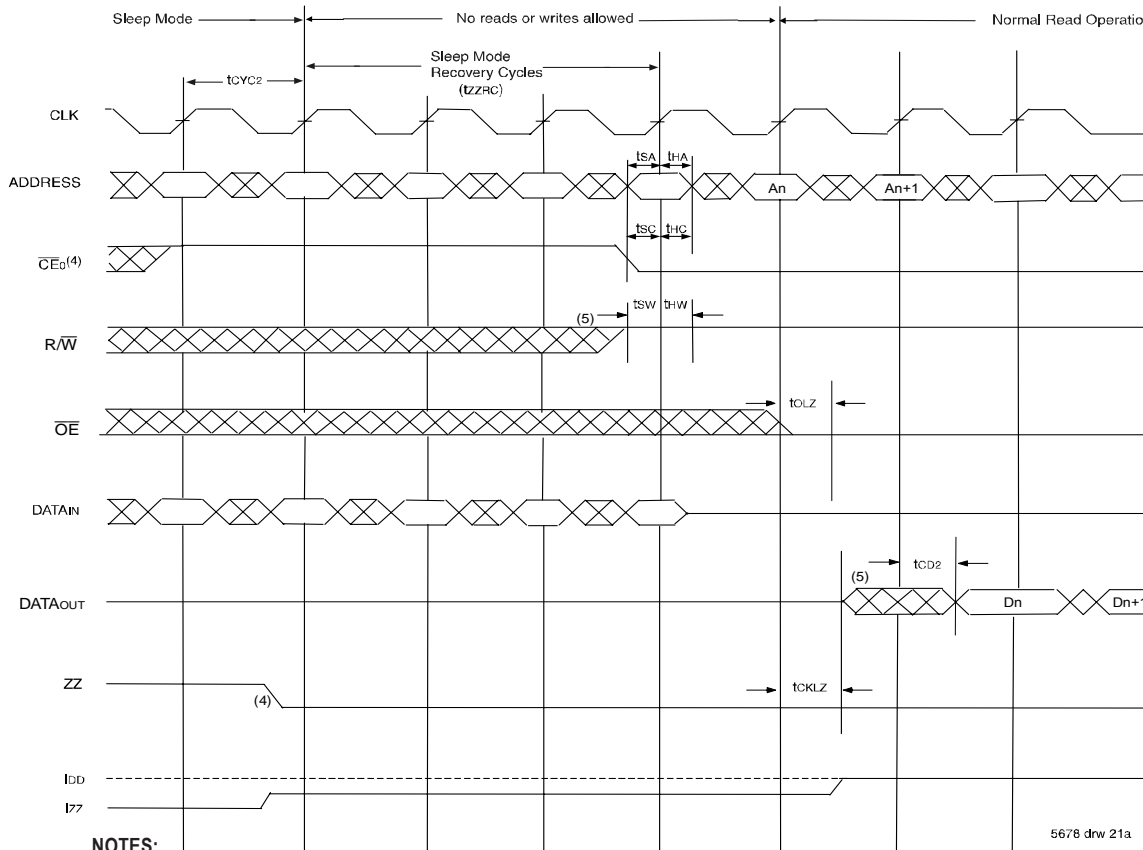 Sleep Mode
No reads or writes allowed
Normal Read Operatio
Sleep Mode
Recovery Cycles
(tZZRC)
tCYC2
CLK
tSA tHA
ADDRESS
An
An+1
tSC tHC
CE0(4)
tSW tHW
(5)
R/W
tOLZ
OE
DATAIN
(5)
tCD2
DATAOUT
Dn
Dn+1
ZZ
(4)
tCKLZ
IDD
IZZ
5678 drw 21a
NOTES: